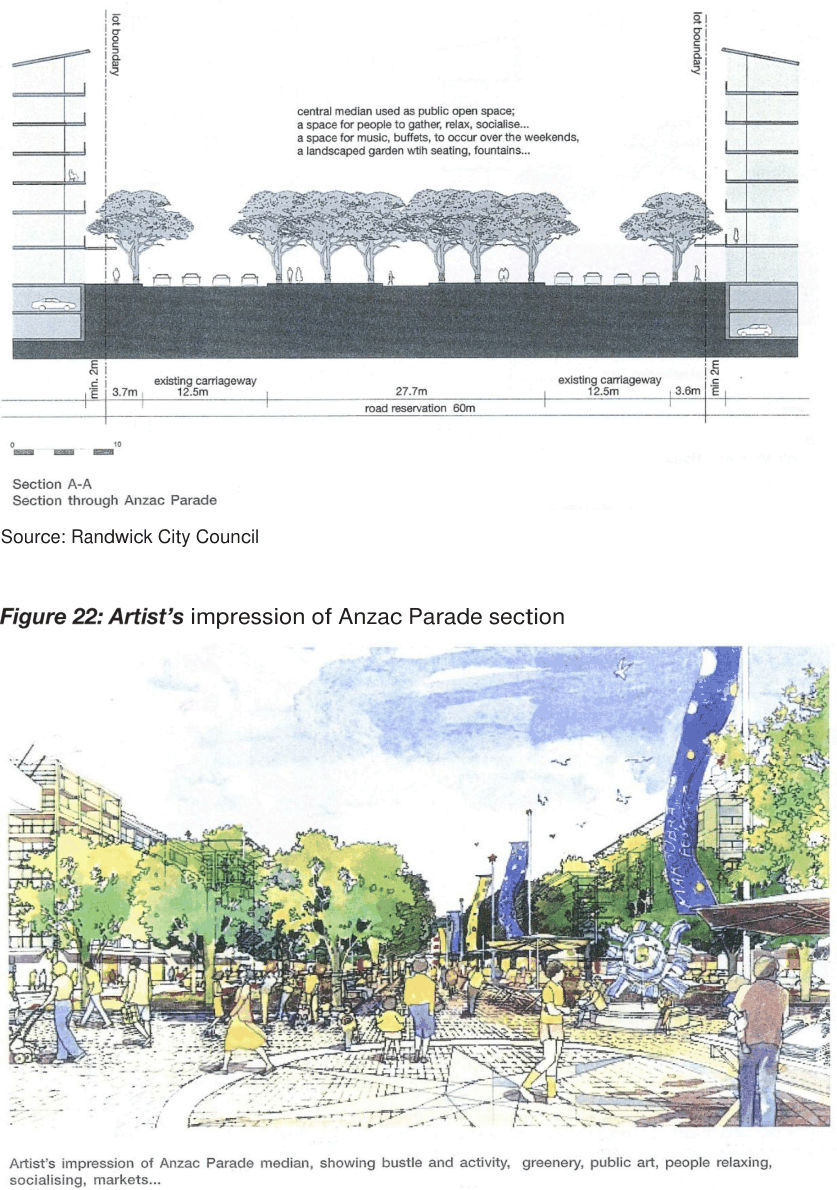 lot boundary
lot boundary
central median used as public open space;
a space for people to gather, relax, socialise...
a space for music, buffets, to occur over the weekends,
a landscaped garden wtih seating, fountains...
min. 2m
3.7m
existing carriageway
12.5m
27.7m
existing carriageway
12.5m
3.6m
min 2m
road reservation 60m
0 10
Section A-A
Section through Anzac Parade
Source: Randwick City Council
Figure 22: Artist's impression of Anzac Parade section
Artist's impression of Anzac Parade median, showing bustle and activity, greenery, public art, people relaxing,
socialising, markets...